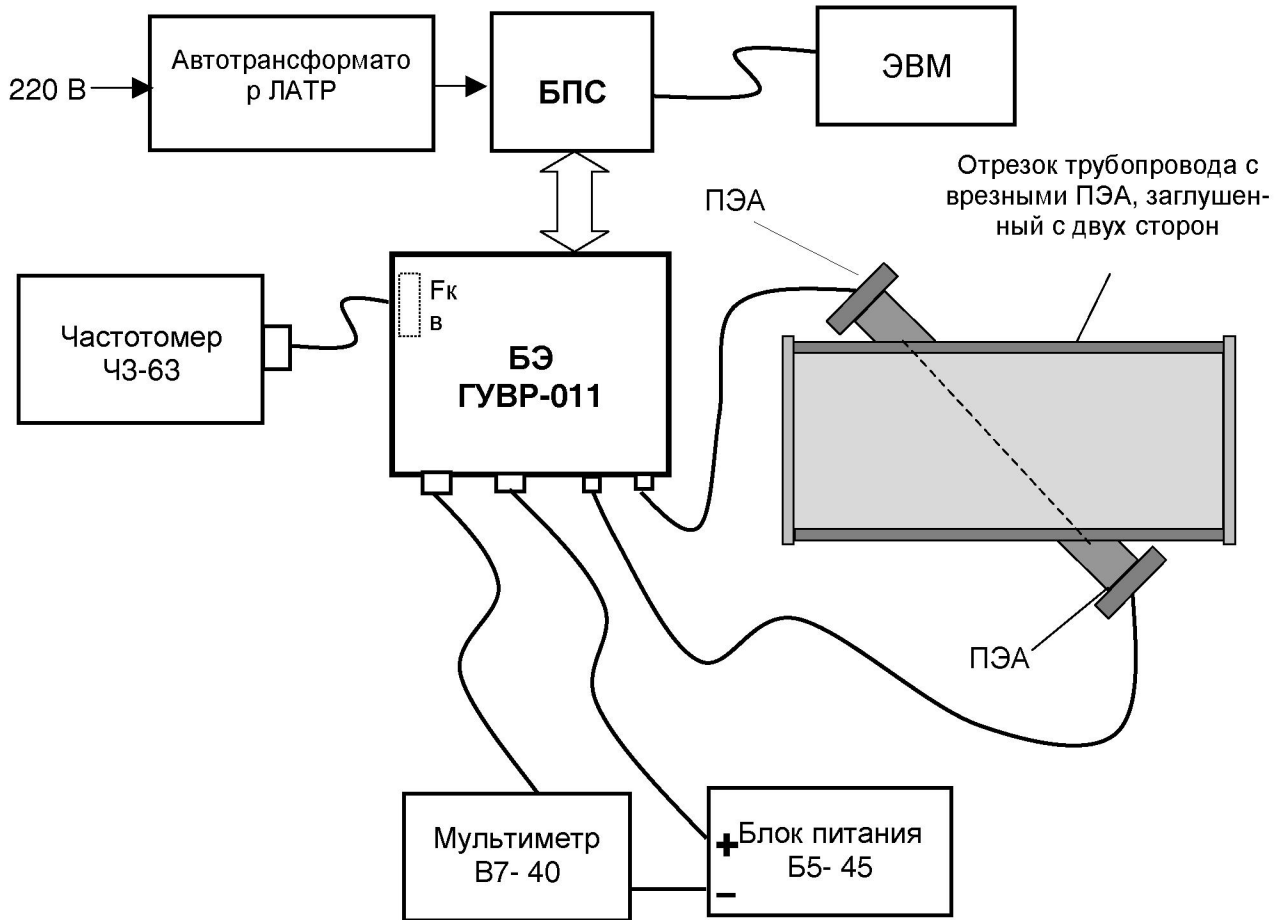 220 В
Автотрансформато
р ЛАТР
БПС
ЭВМ
Отрезок трубопровода с
врезными ПЭА, заглушен-
ный с двух сторон
ПЭА
Частотомер
ЧЗ-63
Fк
в
БЭ
ГУВР-011
ПЭА
Мультиметр
В7- 40
+
–
Блок питания
Б5- 45